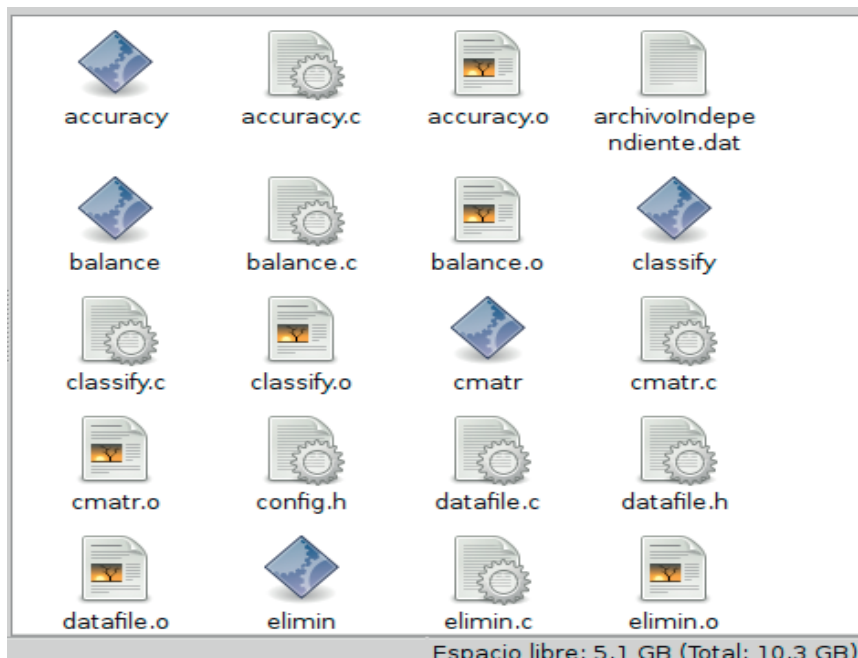 accuracy
accuracy.c
accuracy.o
archivoIndepe
ndiente.dat
balance
balance.c
balance.o
classify
classify.c
classify.o
cmatr
cmatr.c
cmatr.o
config.h
datafile.c
datafile.h
datafile.o
elimin
elimin.c
elimin.o
Espacio libre: 5,1 GB (Total: 10,3 GB)